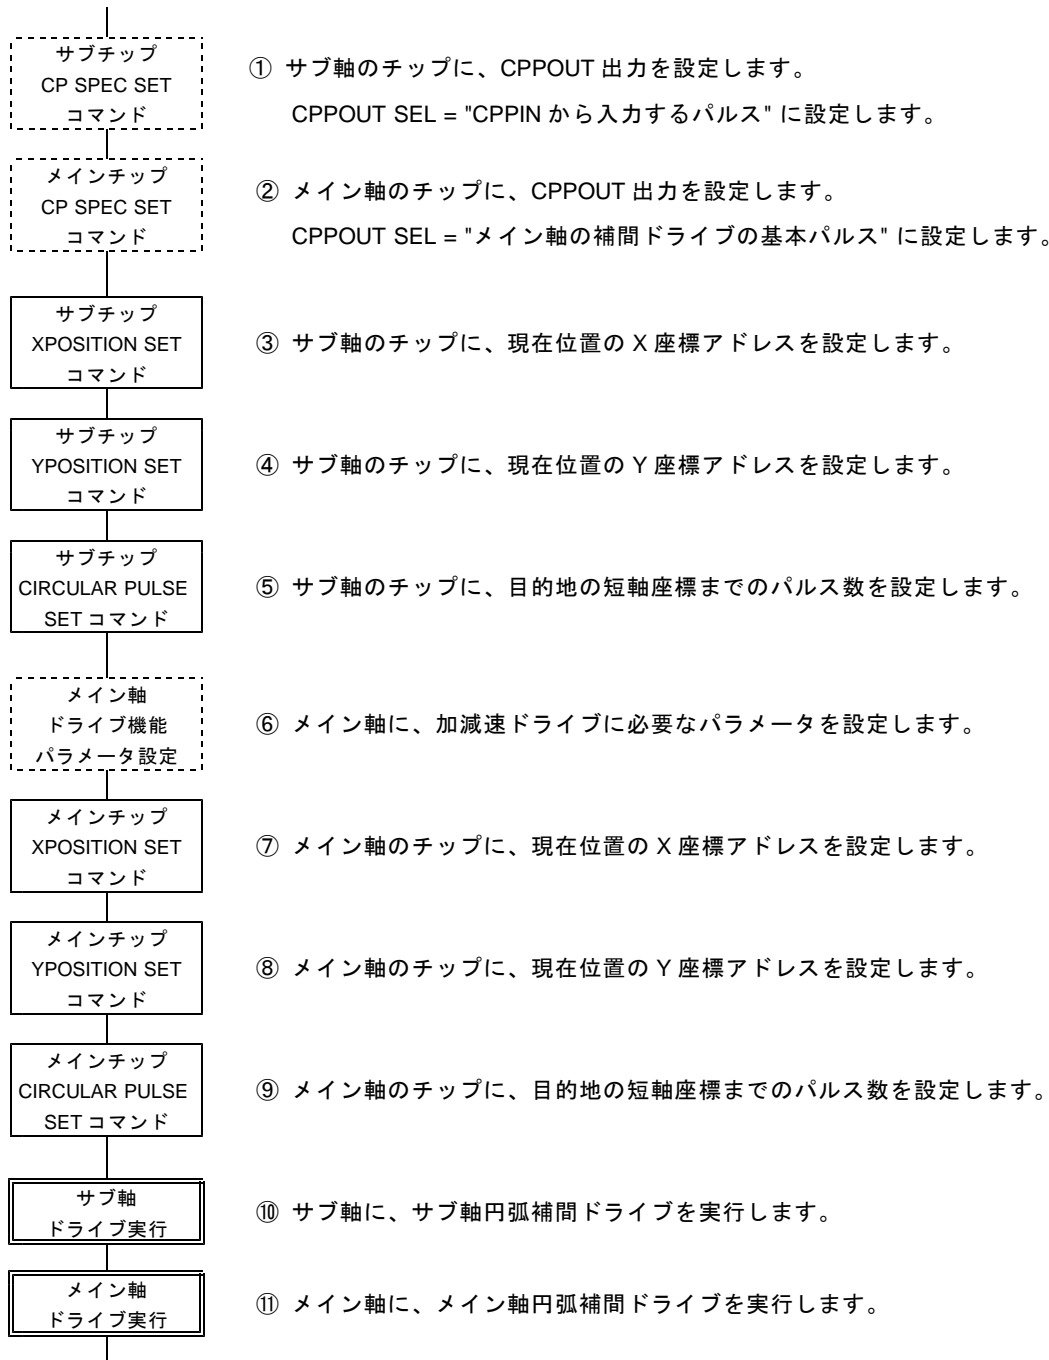 サブチップ
CP SPEC SET
コマンド
① サブ軸のチップに、CPPOUT 出力を設定します。
CPPOUT SEL = "CPPIN から入力するパルス" に設定します。
メインチップ
CP SPEC SET
コマンド
② メイン軸のチップに、CPPOUT 出力を設定します。
CPPOUT SEL = "メイン軸の補間ドライブの基本パルス" に設定します。
サブチップ
XPOSITION SET
コマンド
③ サブ軸のチップに、現在位置の X 座標アドレスを設定します。
サブチップ
YPOSITION SET
コマンド
④ サブ軸のチップに、現在位置の Y 座標アドレスを設定します。
サブチップ
CIRCULAR PULSE
SET コマンド
⑤ サブ軸のチップに、目的地の短軸座標までのパルス数を設定します。
メイン軸
ドライブ機能
パラメータ設定
⑥ メイン軸に、加減速ドライブに必要なパラメータを設定します。
メインチップ
XPOSITION SET
コマンド
⑦ メイン軸のチップに、現在位置の X 座標アドレスを設定します。
メインチップ
YPOSITION SET
コマンド
⑧ メイン軸のチップに、現在位置の Y 座標アドレスを設定します。
メインチップ
CIRCULAR PULSE
SET コマンド
⑨ メイン軸のチップに、目的地の短軸座標までのパルス数を設定します。
サブ軸
ドライブ実行
⑩ サブ軸に、サブ軸円弧補間ドライブを実行します。
メイン軸
ドライブ実行
⑪ メイン軸に、メイン軸円弧補間ドライブを実行します。